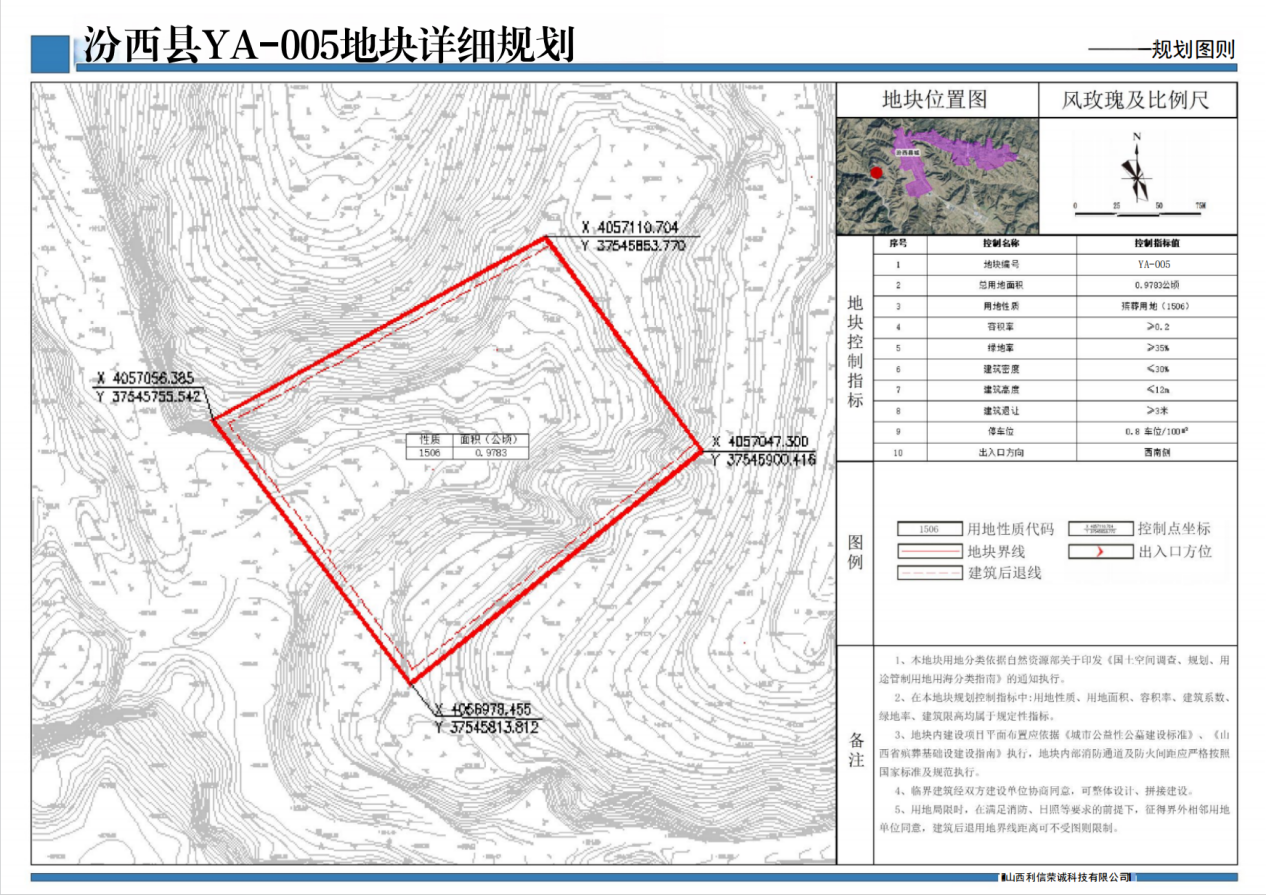 汾西县YA-005地块详细规划
——规划图则
地块位置图
风玫瑰及比例尺
汾西县城
N
0 25 50 75M
X 4057110.704
Y 37545853.770
X 4057056.385
Y 37545755.542
X 4057047.300
Y 37545900.416
X 4056978.455
Y 37545813.812
性质 面积（公顷）
1506 0.9783
地块控制指标
序号 控制名称 控制指标值
1 地块编号 YA-005
2 总用地面积 0.9783公顷
3 用地性质 殡葬用地（1506）
4 容积率 ≥0.2
5 绿地率 ≥35%
6 建筑密度 ≤30%
7 建筑高度 ≤12m
8 建筑退让 ≥3米
9 停车位 0.8 车位/100m²
10 出入口方向 西南侧
图例
1506 用地性质代码
控制点坐标
地块界线
出入口方位
建筑后退线
备注
1、本地块用地分类依据自然资源部关于印发《国土空间调查、规划、用
途管制用地用海分类指南》的通知执行。
2、在本地块规划控制指标中:用地性质、用地面积、容积率、建筑系数、
绿地率、建筑限高均属于规定性指标。
3、地块内建设项目平面布置应依据《城市公益性公墓建设标准》、《山
西省殡葬基础设建设指南》执行，地块内部消防通道及防火间距应严格按照
国家标准及规范执行。
4、临界建筑经双方建设单位协商同意，可整体设计、拼接建设。
5、用地局限时，在满足消防、日照等要求的前提下，征得界外相邻用地
单位同意，建筑后退用地界线距离可不受图则限制。
山西利信荣诚科技有限公司